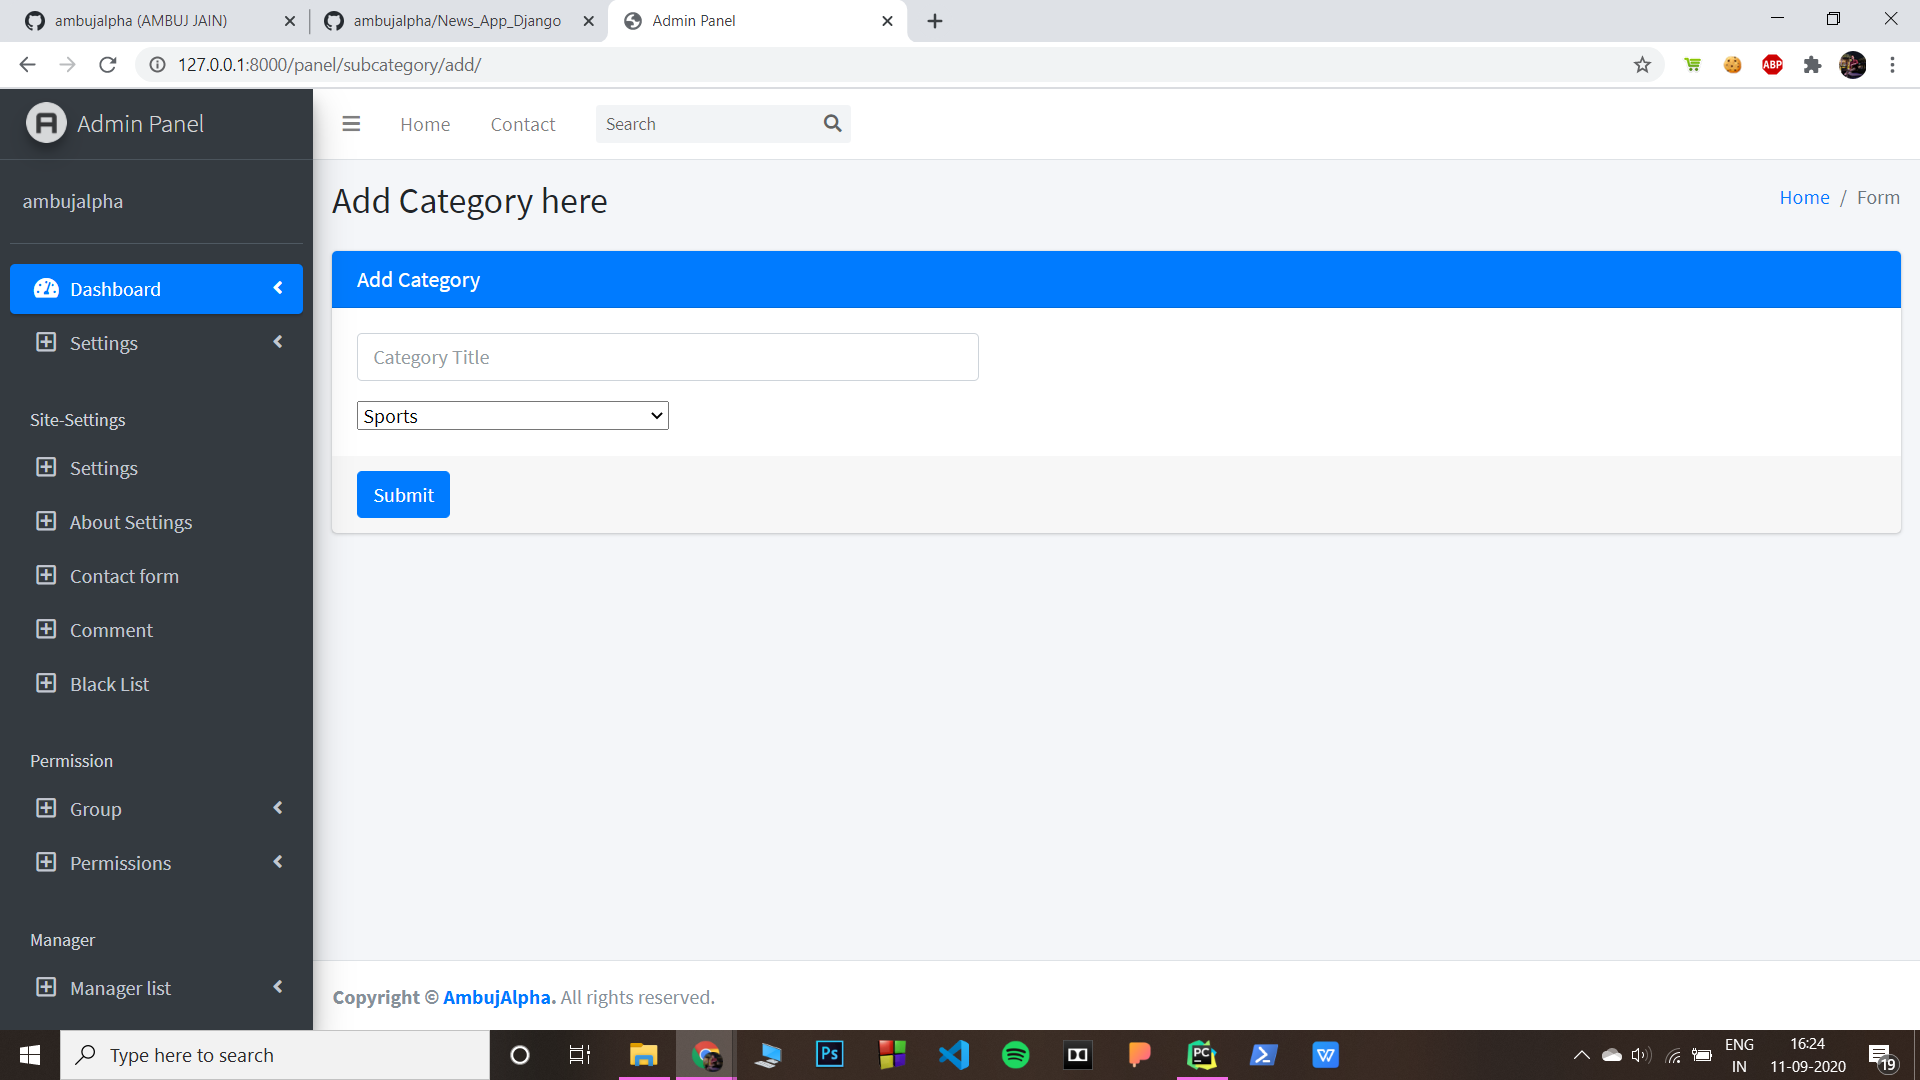 ambujalpha (AMBUJ JAIN)
ambujalpha/News_App_Django
Admin Panel
127.0.0.1:8000/panel/subcategory/add/
ABP
Admin Panel
Home
Contact
Search
ambujalpha
Add Category here
Home / Form
Dashboard
Add Category
Settings
Category Title
Sports
Site-Settings
Settings
Submit
About Settings
Contact form
Comment
Black List
Permission
Group
Permissions
Manager
Manager list
Copyright © AmbujAlpha. All rights reserved.
Type here to search
Ps
PC
W
ENG
IN
16:24
11-09-2020
19